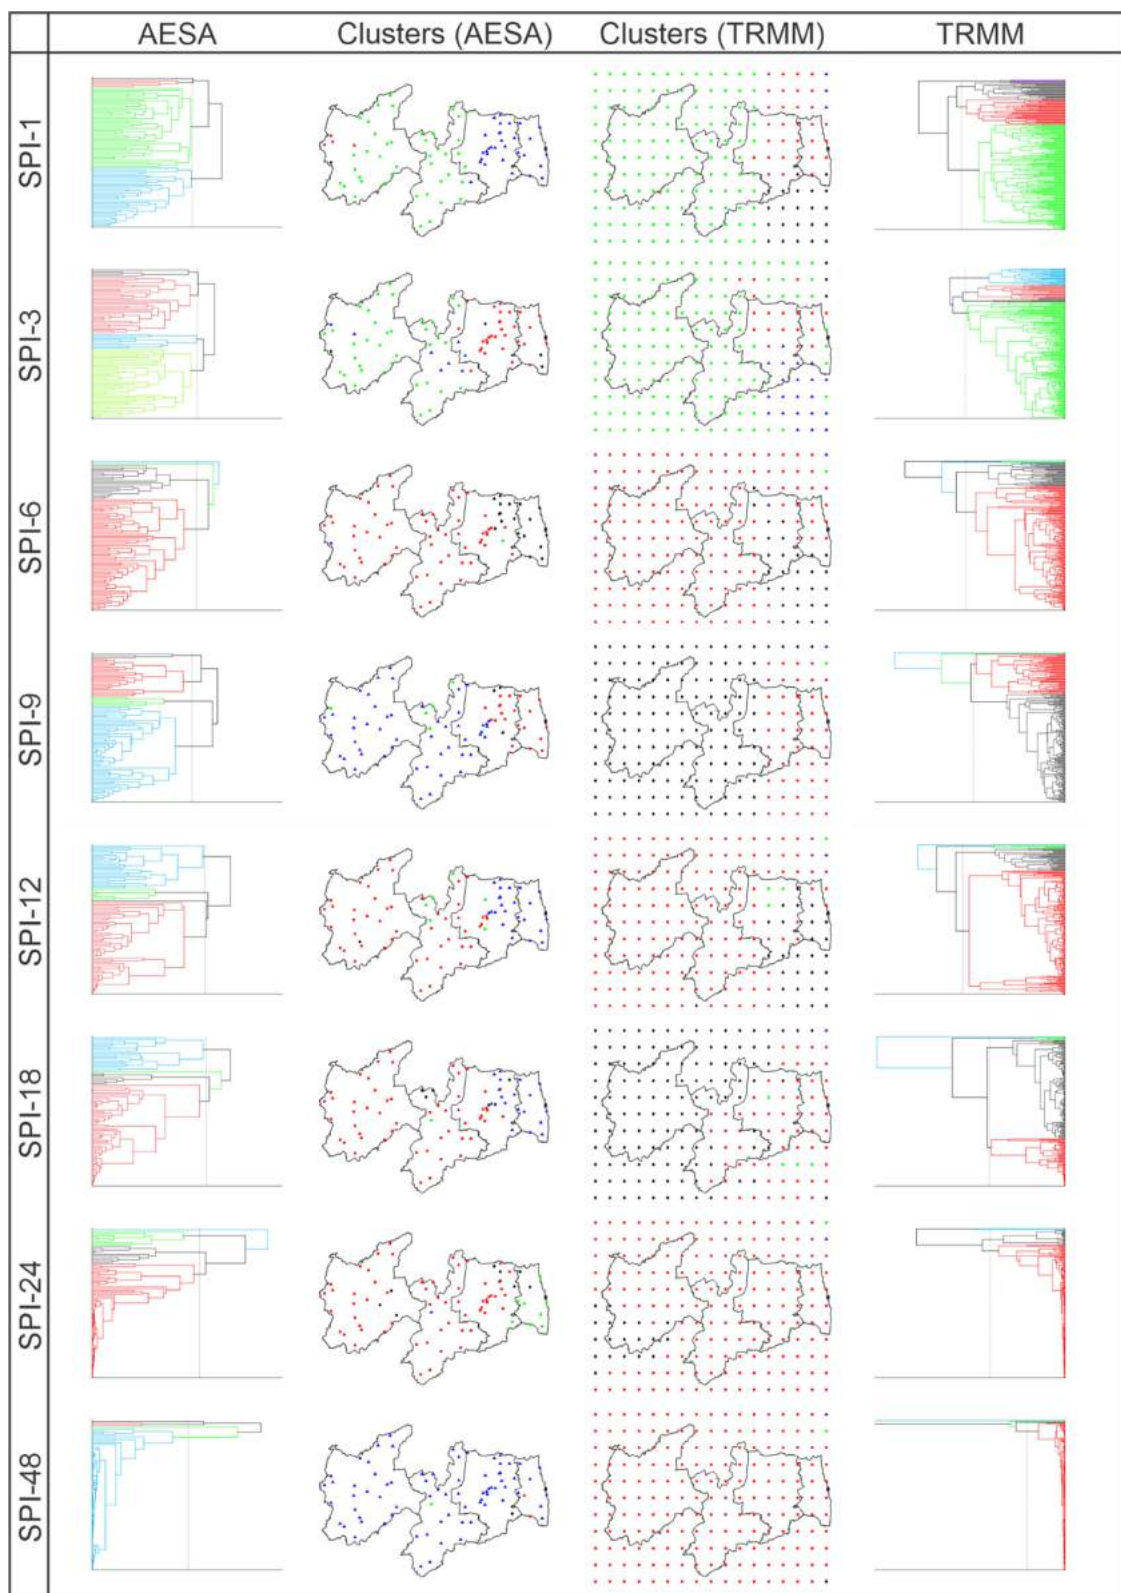 AESA Clusters (AESA) Clusters (TRMM) TRMM
SPI-1
SPI-3
SPI-6
SPI-9
SPI-12
SPI-18
SPI-24
SPI-48